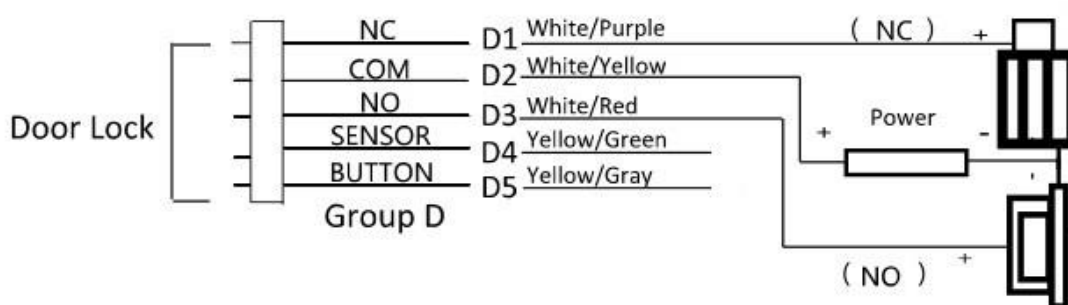 NC D1 White/Purple ( NC ) +
COM D2 White/Yellow
NO D3 White/Red + Power -
Door Lock
SENSOR D4 Yellow/Green
BUTTON D5 Yellow/Gray -
Group D
( NO ) +